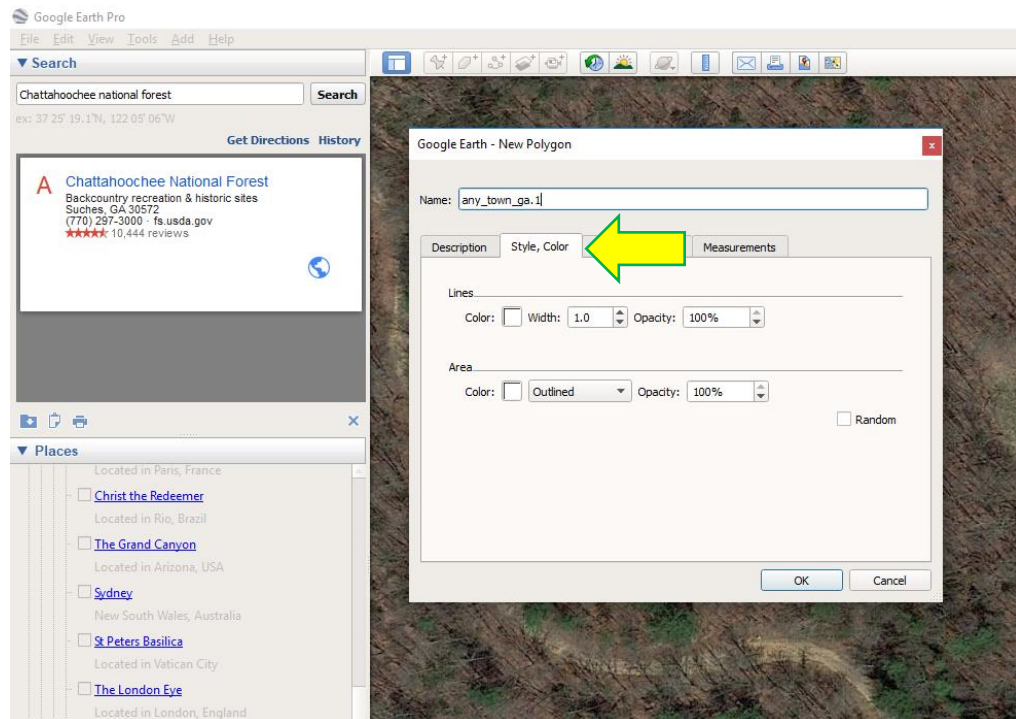 Google Earth Pro
File Edit View Tools Add Help
Search
Chattahoochee national forest Search
ex: 37 25' 19.1"N, 122 05' 06"W
Get Directions History
A Chattahoochee National Forest
Backcountry recreation & historic sites
Suches, GA 30572
(770) 297-3000 · fs.usda.gov
10,444 reviews
Places
Located in Paris, France
Christ the Redeemer
Located in Rio, Brazil
The Grand Canyon
Located in Arizona, USA
Sydney
New South Wales, Australia
St Peters Basilica
Located in Vatican City
The London Eye
Located in London, England
Google Earth - New Polygon
Name: any_town_ga.1
Description Style, Color Measurements
Lines
Color: Width: 1.0 Opacity: 100%
Area
Color: Outlined Opacity: 100%
Random
OK Cancel